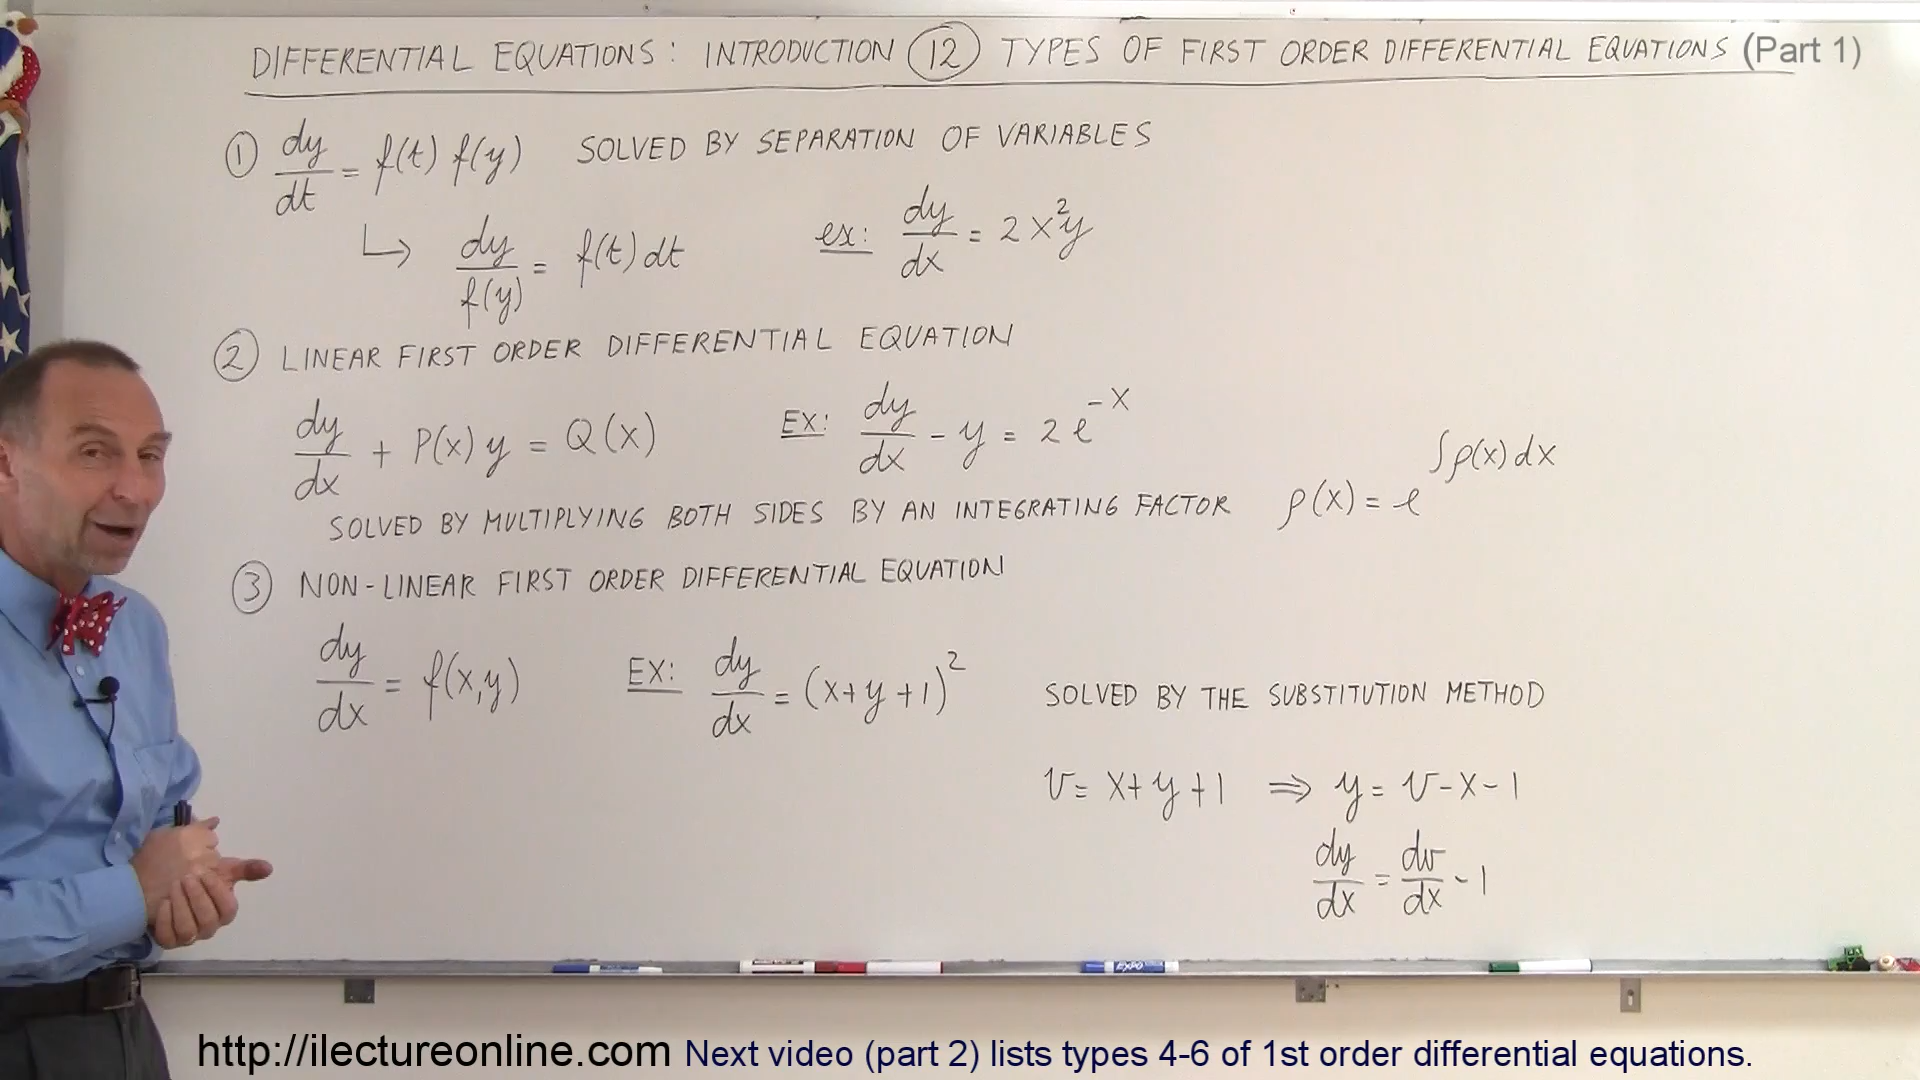 DIFFERENTIAL EQUATIONS: INTRODUCTION ⑫ TYPES OF FIRST ORDER DIFFERENTIAL EQUATIONS (Part 1)
① dy/dt = f(t) f(y) SOLVED BY SEPARATION OF VARIABLES
↳ dy/f(y) = f(t) dt ex: dy/dx = 2x²y
② LINEAR FIRST ORDER DIFFERENTIAL EQUATION
dy/dx + P(x) y = Q(x) EX: dy/dx - y = 2e^{-x}
SOLVED BY MULTIPLYING BOTH SIDES BY AN INTEGRATING FACTOR ρ(x) = e^{∫ρ(x)dx}
③ NON-LINEAR FIRST ORDER DIFFERENTIAL EQUATION
dy/dx = f(x,y) EX: dy/dx = (x+y+1)² SOLVED BY THE SUBSTITUTION METHOD
v = x+y+1 ⇒ y = v-x-1
dy/dx = dv/dx - 1
EXPO
http://ilectureonline.com Next video (part 2) lists types 4-6 of 1st order differential equations.